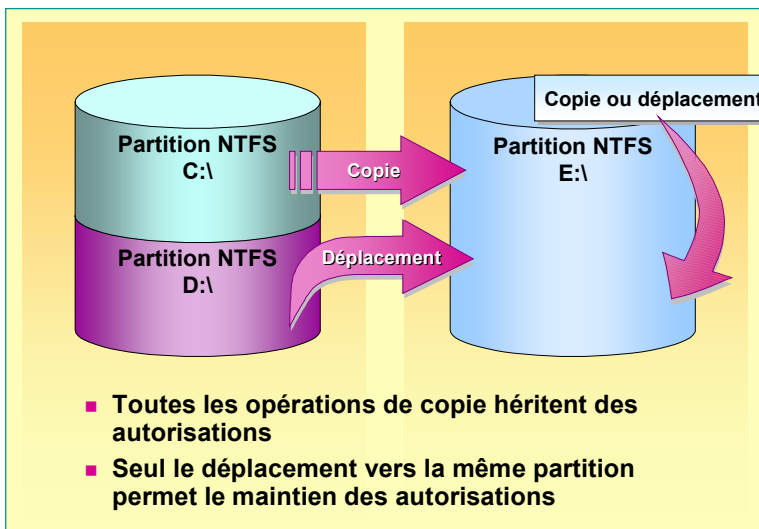 Partition NTFS
C:\
Copie
Partition NTFS
D:\
Déplacement
Copie ou déplacement
Partition NTFS
E:\
Toutes les opérations de copie héritent des
autorisations
Seul le déplacement vers la même partition
permet le maintien des autorisations